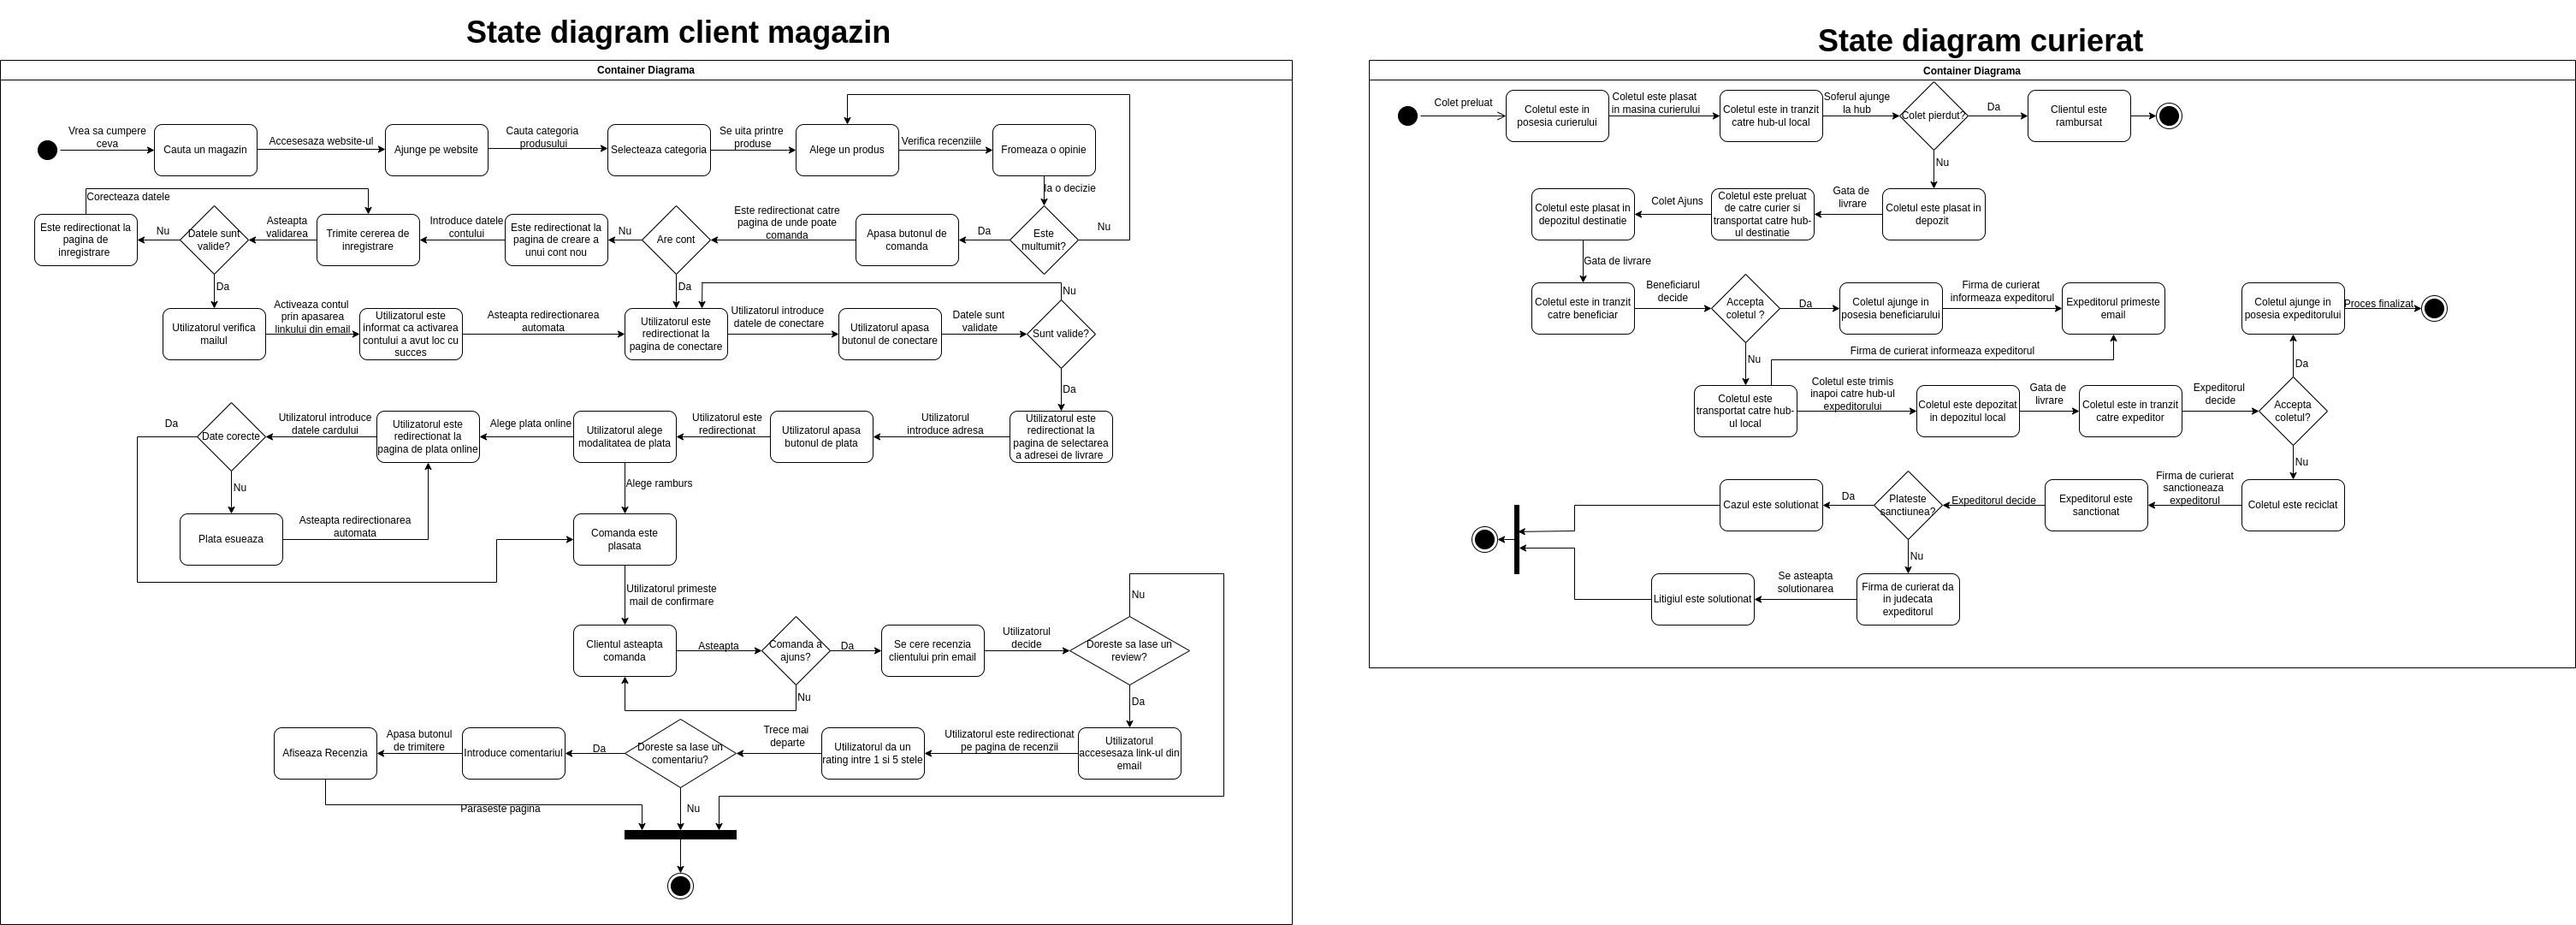 State diagram client magazin
Container Diagrama
Vrea sa cumpere
ceva
Cauta un magazin
Accesesaza website-ul
Ajunge pe website
Cauta categoria
produsului
Selecteaza categoria
Se uita printre
produse
Alege un produs
Verifica recenziile
Fromeaza o opinie
Ia o decizie
Este
multumit?
Nu
Da
Apasa butonul de
comanda
Este redirectionat catre
pagina de unde poate
comanda
Are cont
Nu
Este redirectionat la
pagina de creare a
unui cont nou
Introduce datele
contului
Trimite cererea de
inregistrare
Asteapta
validarea
Datele sunt
valide?
Nu
Este redirectionat la
pagina de
inregistrare
Corecteaza datele
Da
Utilizatorul verifica
mailul
Activeaza contul
prin apasarea
linkului din email
Utilizatorul este
informat ca activarea
contului a avut loc cu
succes
Asteapta redirectionarea
automata
Da
Utilizatorul este
redirectionat la
pagina de conectare
Utilizatorul introduce
datele de conectare
Utilizatorul apasa
butonul de conectare
Datele sunt
validate
Sunt valide?
Nu
Da
Utilizatorul este
redirectionat la
pagina de selectarea
a adresei de livrare
Utilizatorul
introduce adresa
Utilizatorul apasa
butonul de plata
Utilizatorul este
redirectionat
Utilizatorul alege
modalitatea de plata
Alege plata online
Utilizatorul este
redirectionat la
pagina de plata online
Utilizatorul introduce
datele cardului
Date corecte
Da
Nu
Plata esueaza
Asteapta redirectionarea
automata
Alege ramburs
Comanda este
plasata
Utilizatorul primeste
mail de confirmare
Clientul asteapta
comanda
Asteapta
Comanda a
ajuns?
Nu
Da
Se cere recenzia
clientului prin email
Utilizatorul
decide
Doreste sa lase un
review?
Nu
Da
Utilizatorul
accesesaza link-ul din
email
Utilizatorul este redirectionat
pe pagina de recenzii
Utilizatorul da un
rating intre 1 si 5 stele
Trece mai
departe
Doreste sa lase un
comentariu?
Da
Introduce comentariul
Apasa butonul
de trimitere
Afiseaza Recenzia
Paraseste pagina
Nu
State diagram curierat
Container Diagrama
Colet preluat
Coletul este in
posesia curierului
Coletul este plasat
in masina curierului
Coletul este in tranzit
catre hub-ul local
Soferul ajunge
la hub
Colet pierdut?
Da
Clientul este
rambursat
Nu
Coletul este plasat in
depozit
Gata de
livrare
Coletul este preluat
de catre curier si
transportat catre hub-
ul destinatie
Colet Ajuns
Coletul este plasat in
depozitul destinatie
Gata de livrare
Coletul este in tranzit
catre beneficiar
Beneficiarul
decide
Accepta
coletul ?
Da
Coletul ajunge in
posesia beneficiarului
Firma de curierat
informeaza expeditorul
Expeditorul primeste
email
Nu
Firma de curierat informeaza expeditorul
Coletul este
transportat catre hub-
ul local
Coletul este trimis
inapoi catre hub-ul
expeditorului
Coletul este depozitat
in depozitul local
Gata de
livrare
Coletul este in tranzit
catre expeditor
Expeditorul
decide
Accepta
coletul?
Da
Coletul ajunge in
posesia expeditorului
Proces finalizat
Nu
Coletul este reciclat
Firma de curierat
sanctioneaza
expeditorul
Expeditorul este
sanctionat
Expeditorul decide
Plateste
sanctiunea?
Da
Cazul este solutionat
Nu
Firma de curierat da
in judecata
expeditorul
Se asteapta
solutionarea
Litigiul este solutionat